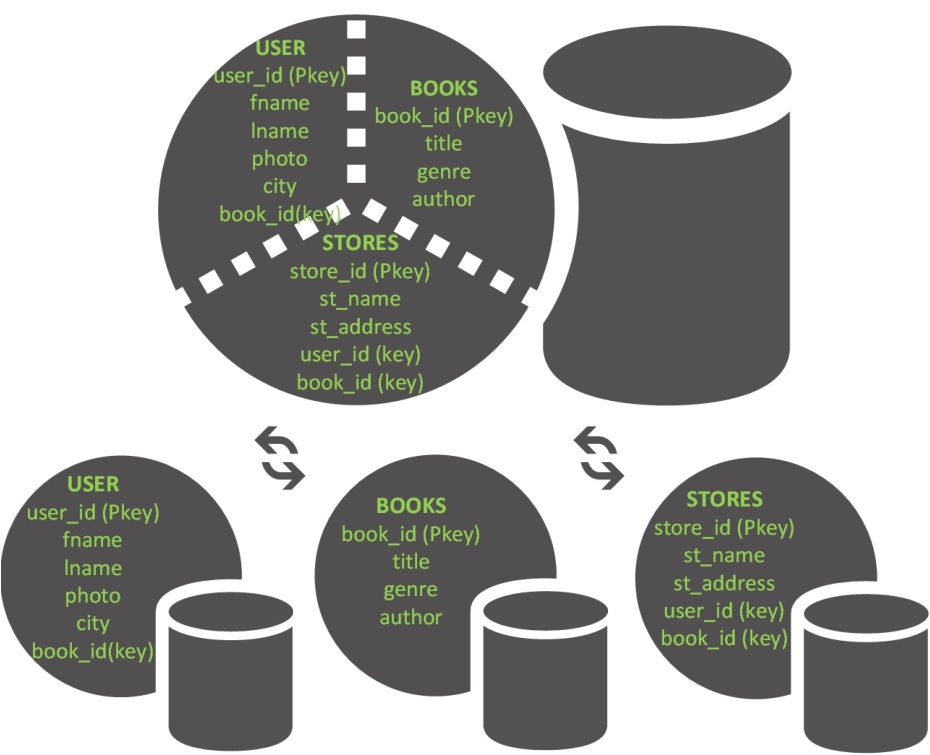 USER
user_id (Pkey)
fname
lname
photo
city
book_id(key)
BOOKS
book_id (Pkey)
title
genre
author
STORES
store_id (Pkey)
st_name
st_address
user_id (key)
book_id (key)
USER
user_id (Pkey)
fname
lname
photo
city
book_id(key)
BOOKS
book_id (Pkey)
title
genre
author
STORES
store_id (Pkey)
st_name
st_address
user_id (key)
book_id (key)